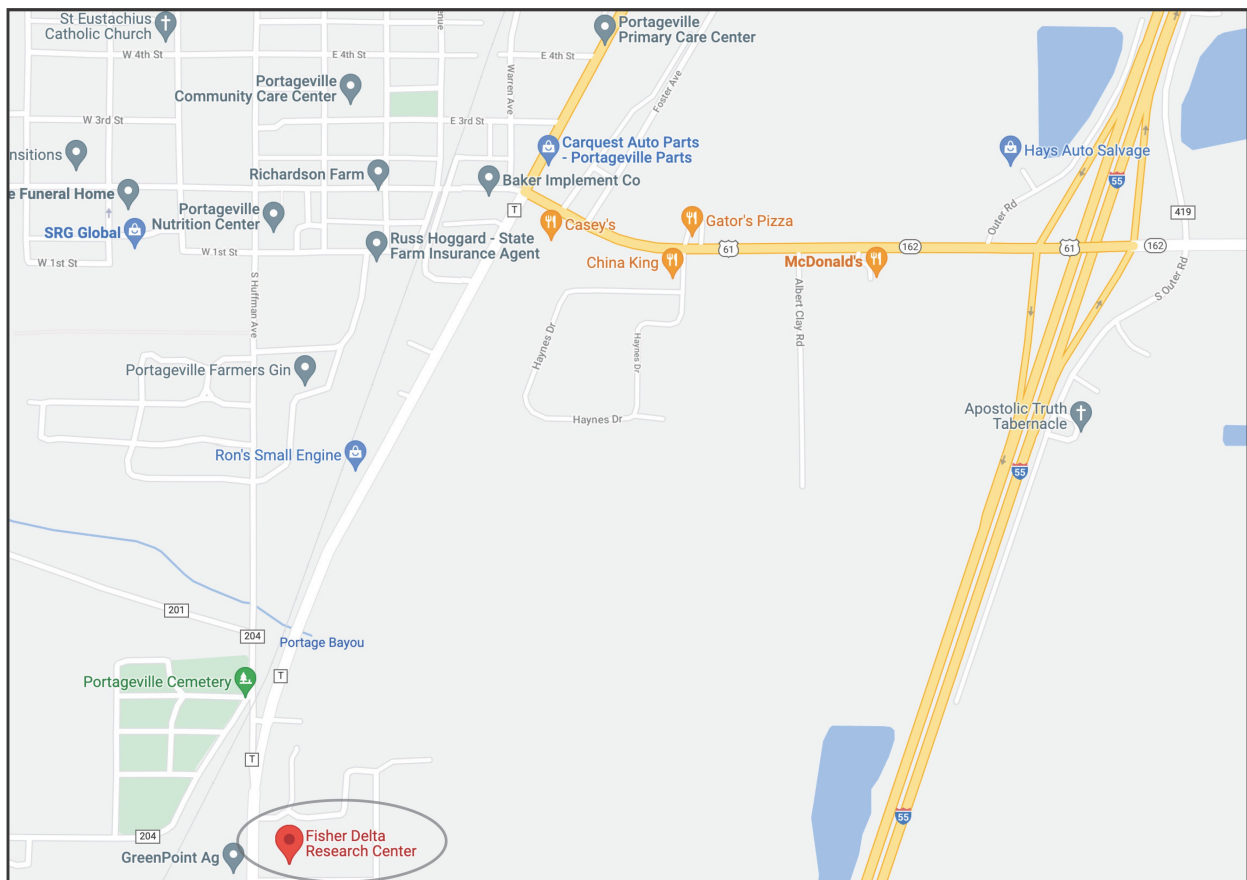 St Eustachius
Catholic Church
Portageville
Primary Care Center
W 4th St
E 4th St
E 4th St
Warren Ave
Foster Ave
Portageville
Community Care Center
W 3rd St
E 3rd St
Carquest Auto Parts
- Portageville Parts
Hays Auto Salvage
55
nsitions
Richardson Farm
Baker Implement Co
e Funeral Home
Portageville
Nutrition Center
T
SRG Global
Casey's
Gator's Pizza
Outer Rd
419
W 1st St
W 1st St
Russ Hoggard - State
Farm Insurance Agent
China King
61
McDonald's
162
61
162
S Huffman Ave
Albert Clay Rd
S Outer Rd
Haynes Dr
Haynes Dr
Portageville Farmers Gin
Haynes Dr
Apostolic Truth
Tabernacle
Ron's Small Engine
55
201
204
Portage Bayou
Portageville Cemetery
T
T
204
GreenPoint Ag
Fisher Delta
Research Center
55